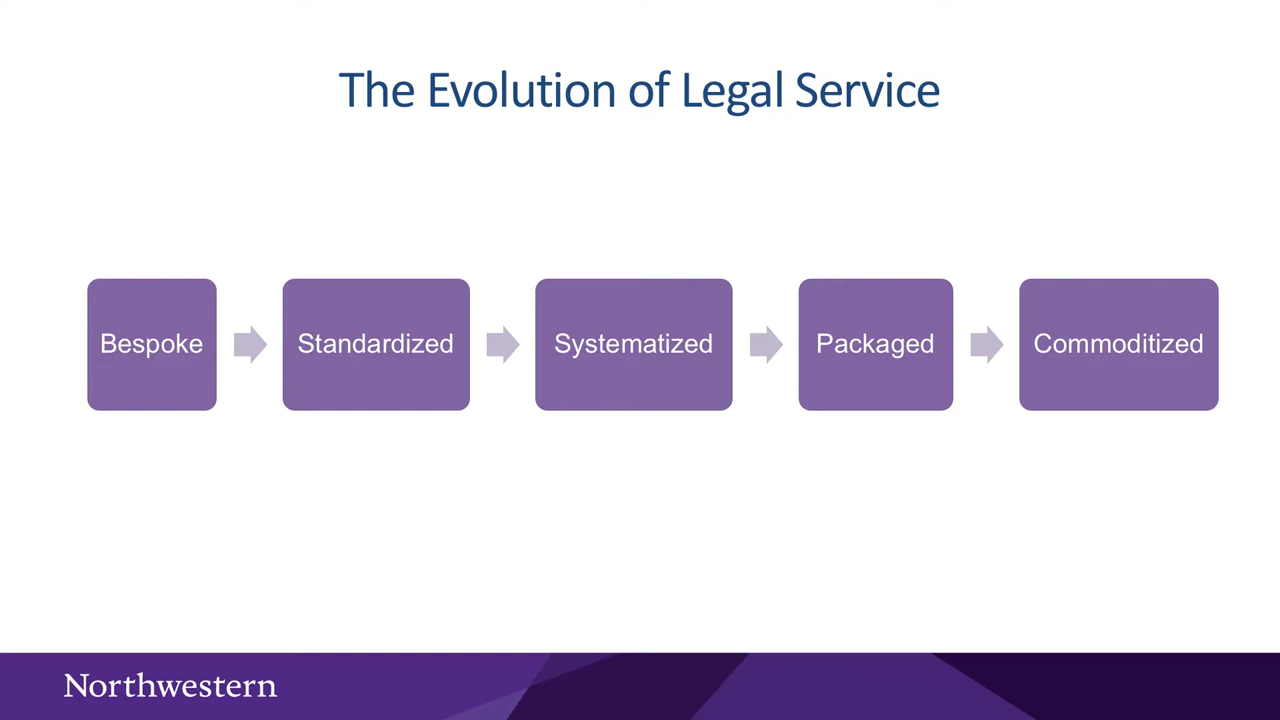 The Evolution of Legal Service
Bespoke
Standardized
Systematized
Packaged
Commoditized
Northwestern